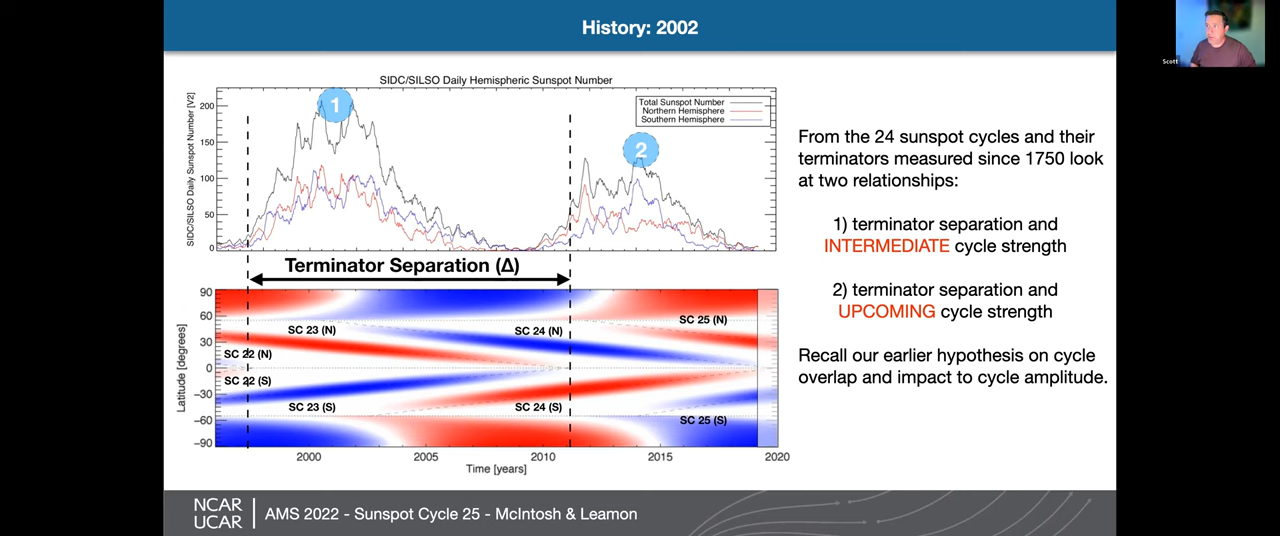 History: 2002
Scott
SIDC/SILSO Daily Hemispheric Sunspot Number
SIDC/SILSO Daily Sunspot Number [V2]
200
150
100
50
0
1
2
Total Sunspot Number
Northern Hemisphere
Southern Hemisphere
Terminator Separation (Δ)
Latitude [degrees]
90
60
30
0
−30
−60
−90
SC 22 (N)
SC 22 (S)
SC 23 (N)
SC 23 (S)
SC 24 (N)
SC 24 (S)
SC 25 (N)
SC 25 (S)
2000
2005
2010
2015
2020
Time [years]
From the 24 sunspot cycles and their
terminators measured since 1750 look
at two relationships:
1) terminator separation and
INTERMEDIATE cycle strength
2) terminator separation and
UPCOMING cycle strength
Recall our earlier hypothesis on cycle
overlap and impact to cycle amplitude.
NCAR
UCAR
AMS 2022 - Sunspot Cycle 25 - McIntosh & Leamon